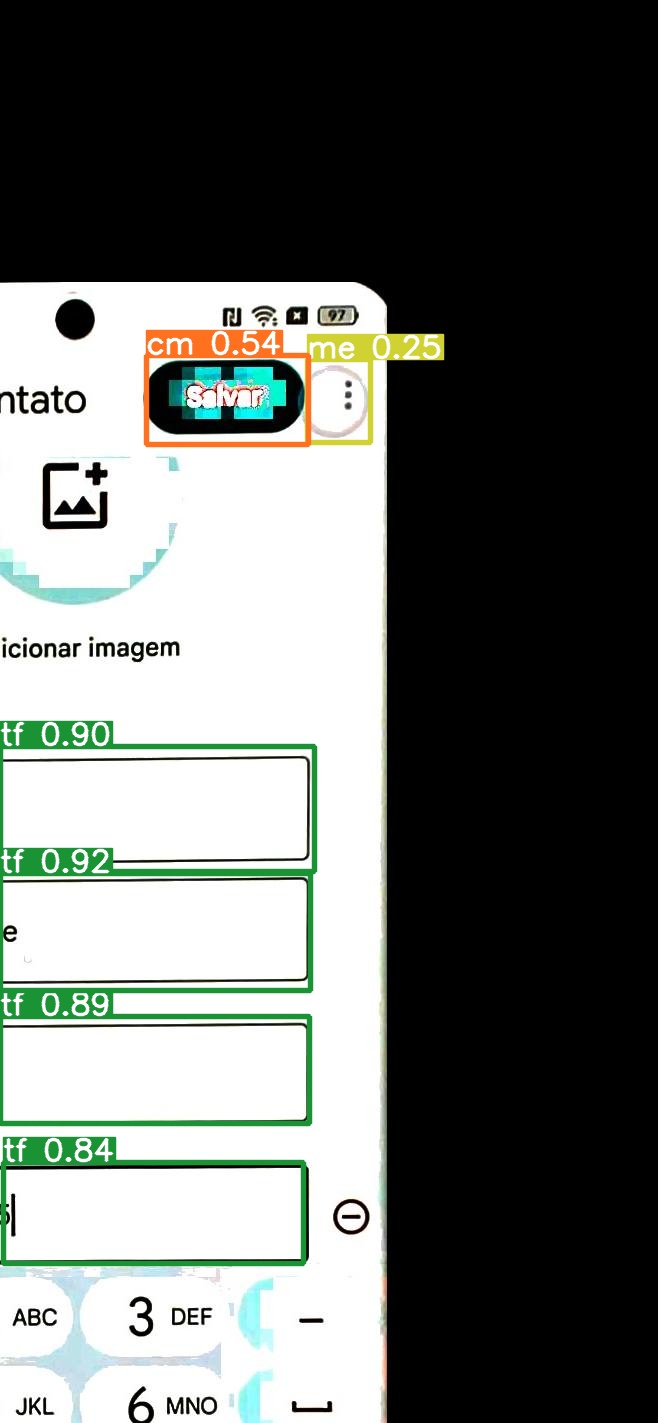 97
cm 0.54
me 0.25
ntato
Salvar
icionar imagem
tf 0.90
tf 0.92
e
tf 0.89
tf 0.84
5
ABC 3 DEF –
JKL 6 MNO